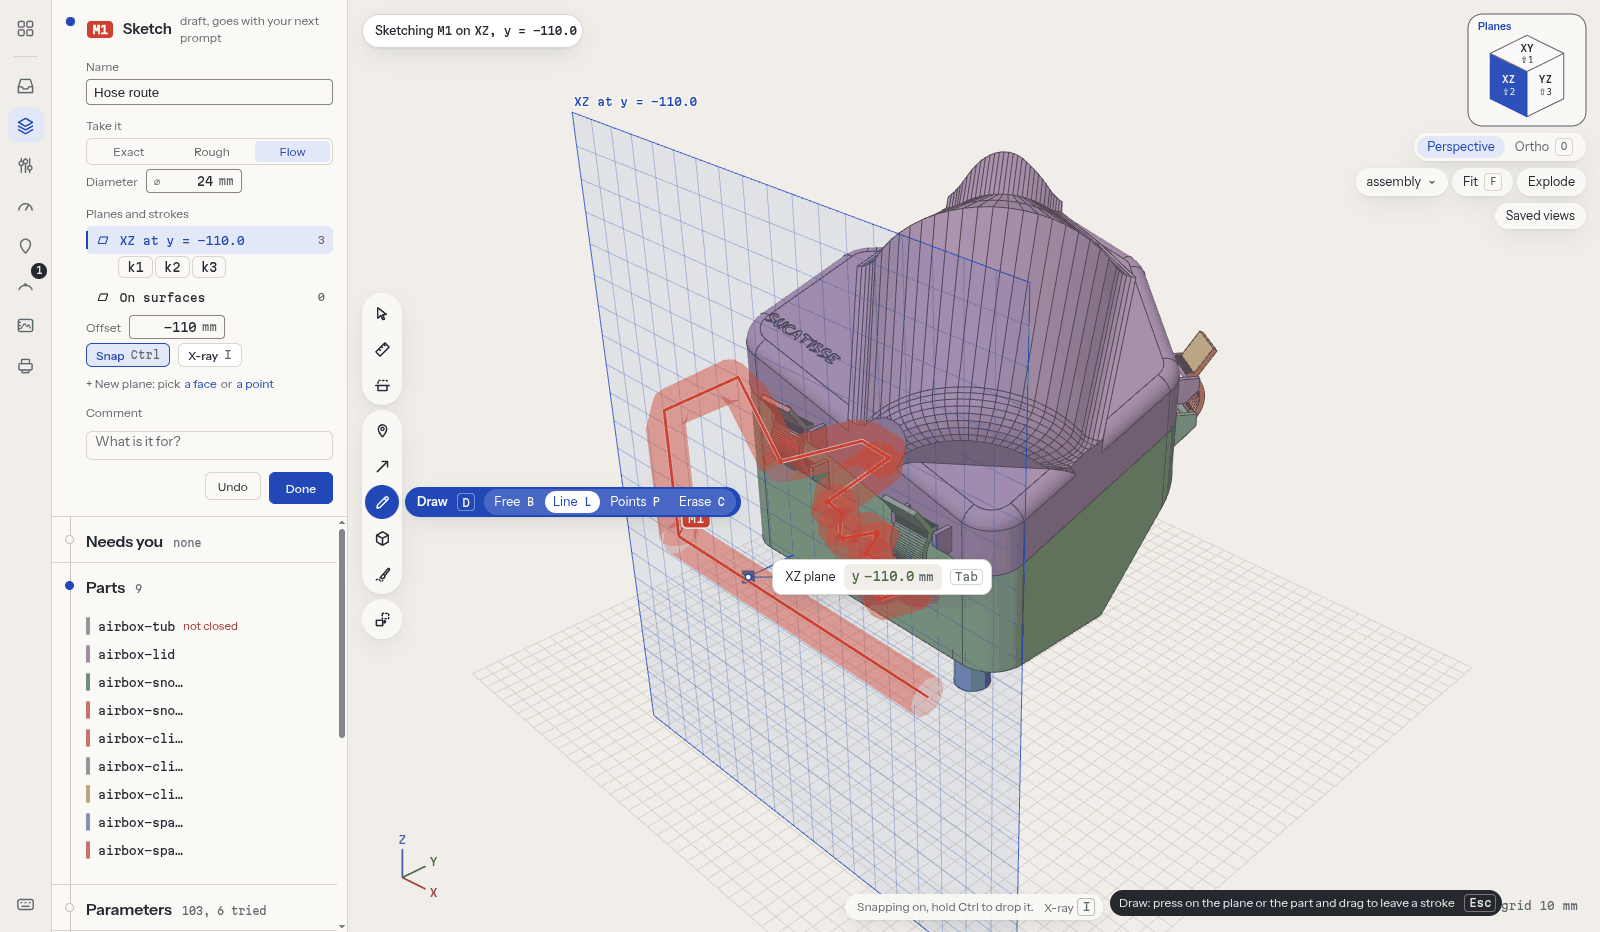 M1 Sketch draft, goes with your next
prompt
Name
Hose route
Take it
Exact Rough Flow
Diameter ⌀ 24 mm
Planes and strokes
XZ at y = -110.0 3
k1 k2 k3
On surfaces 0
Offset -110 mm
Snap Ctrl X-ray I
+ New plane: pick a face or a point
Comment
What is it for?
Undo Done
Needs you none
Parts 9
airbox-tub not closed
airbox-lid
airbox-sno…
airbox-sno…
airbox-cli…
airbox-cli…
airbox-cli…
airbox-spa…
airbox-spa…
Parameters 103, 6 tried
1
Sketching M1 on XZ, y = -110.0
XZ at y = -110.0
SUCATISSE
Draw D Free B Line L Points P Erase C
M1
XZ plane y -110.0 mm Tab
Z
Y
X
Planes
XY
⇧1
XZ YZ
⇧2 ⇧3
Perspective Ortho 0
assembly Fit F Explode
Saved views
Snapping on, hold Ctrl to drop it. X-ray I
Draw: press on the plane or the part and drag to leave a stroke Esc
grid 10 mm